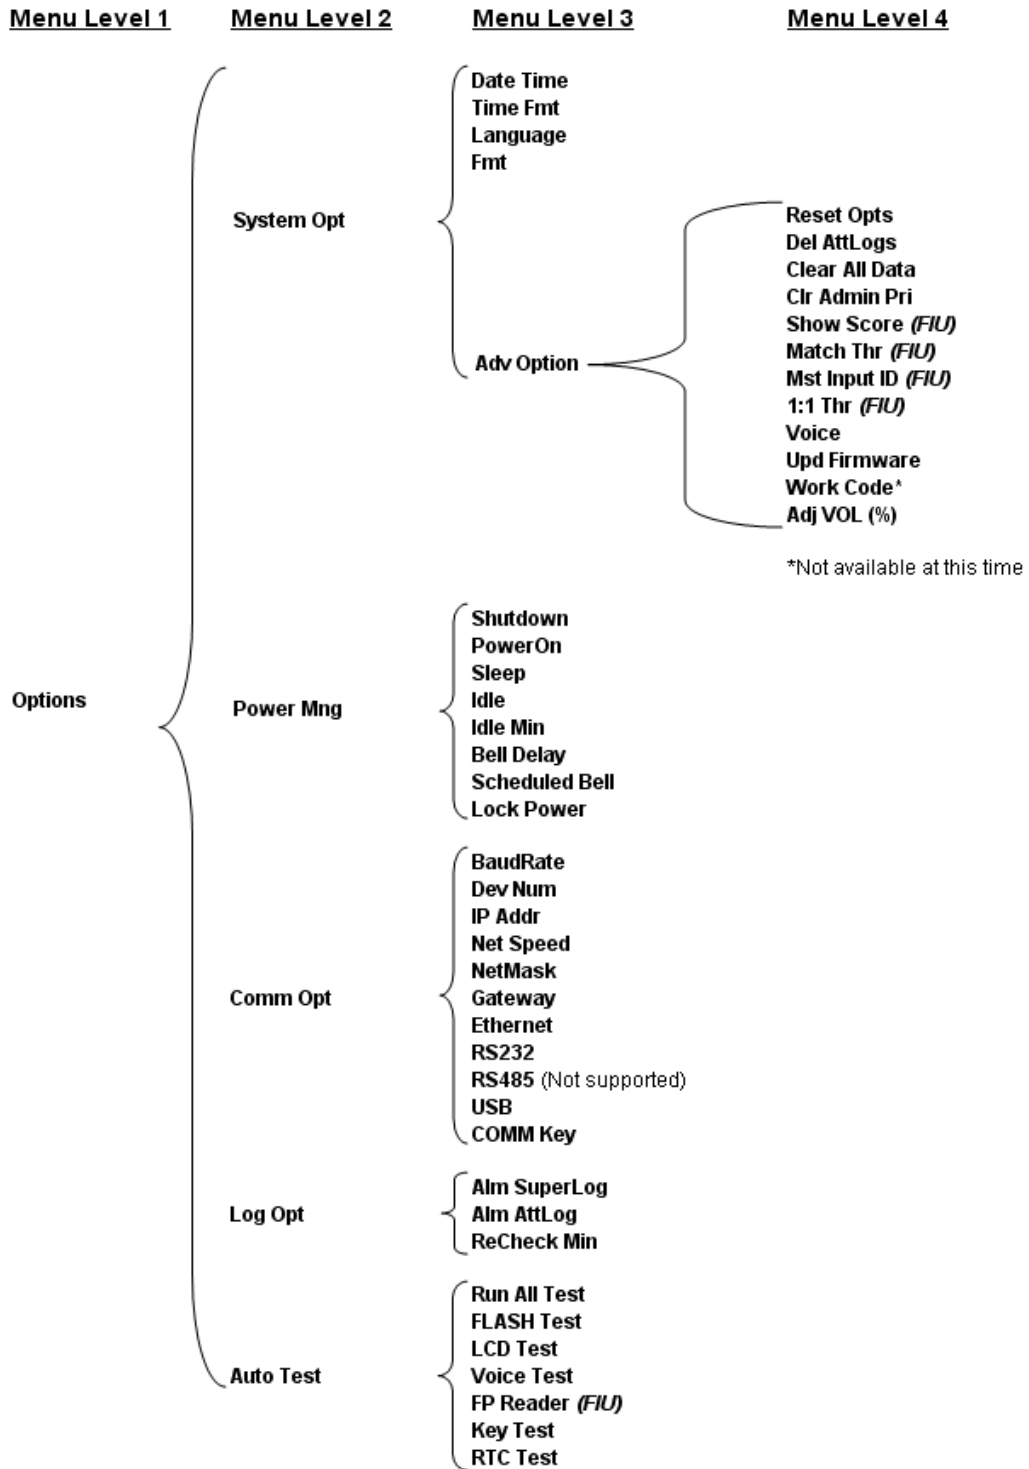 Menu Level 1 Menu Level 2 Menu Level 3 Menu Level 4
Date Time
Time Fmt
Language
Fmt
System Opt
Adv Option
Reset Opts
Del AttLogs
Clear All Data
Clr Admin Pri
Show Score (FIU)
Match Thr (FIU)
Mst Input ID (FIU)
1:1 Thr (FIU)
Voice
Upd Firmware
Work Code*
Adj VOL (%)
*Not available at this time
Options
Power Mng
Shutdown
PowerOn
Sleep
Idle
Idle Min
Bell Delay
Scheduled Bell
Lock Power
Comm Opt
BaudRate
Dev Num
IP Addr
Net Speed
NetMask
Gateway
Ethernet
RS232
RS485 (Not supported)
USB
COMM Key
Log Opt
Alm SuperLog
Alm AttLog
ReCheck Min
Auto Test
Run All Test
FLASH Test
LCD Test
Voice Test
FP Reader (FIU)
Key Test
RTC Test